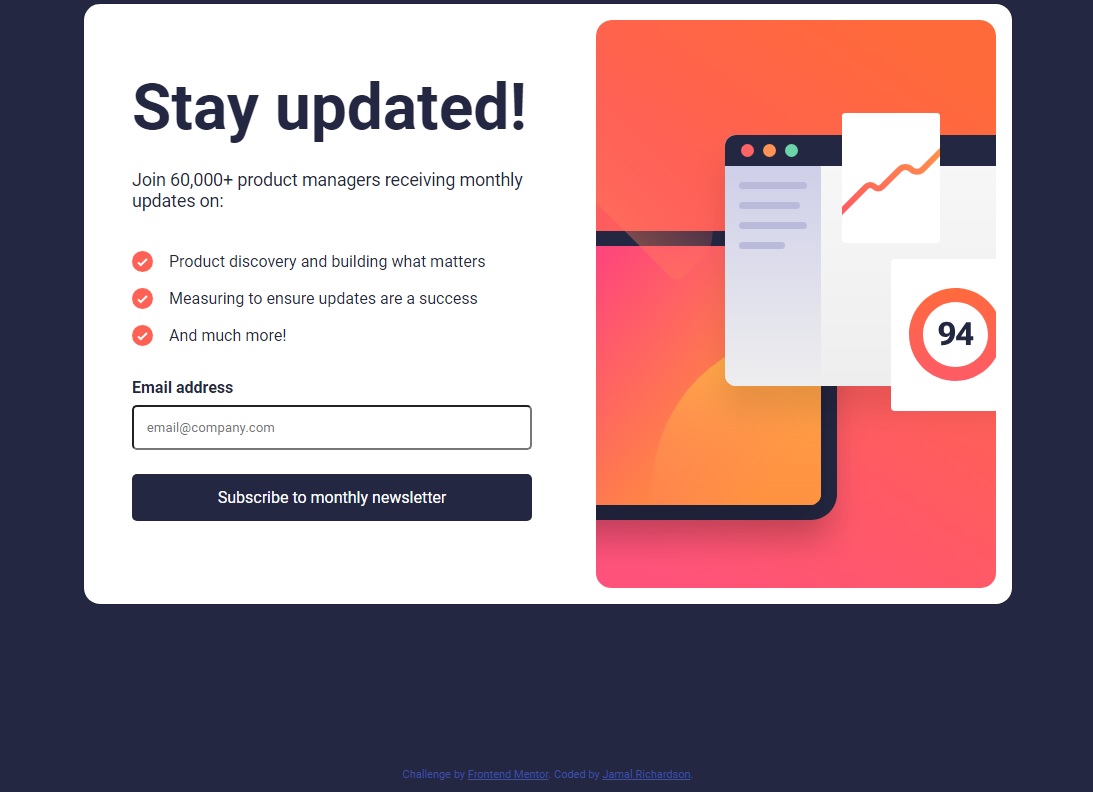 Stay updated!
Join 60,000+ product managers receiving monthly
updates on:
Product discovery and building what matters
Measuring to ensure updates are a success
And much more!
Email address
email@company.com
Subscribe to monthly newsletter
94
Challenge by Frontend Mentor. Coded by Jamal Richardson.